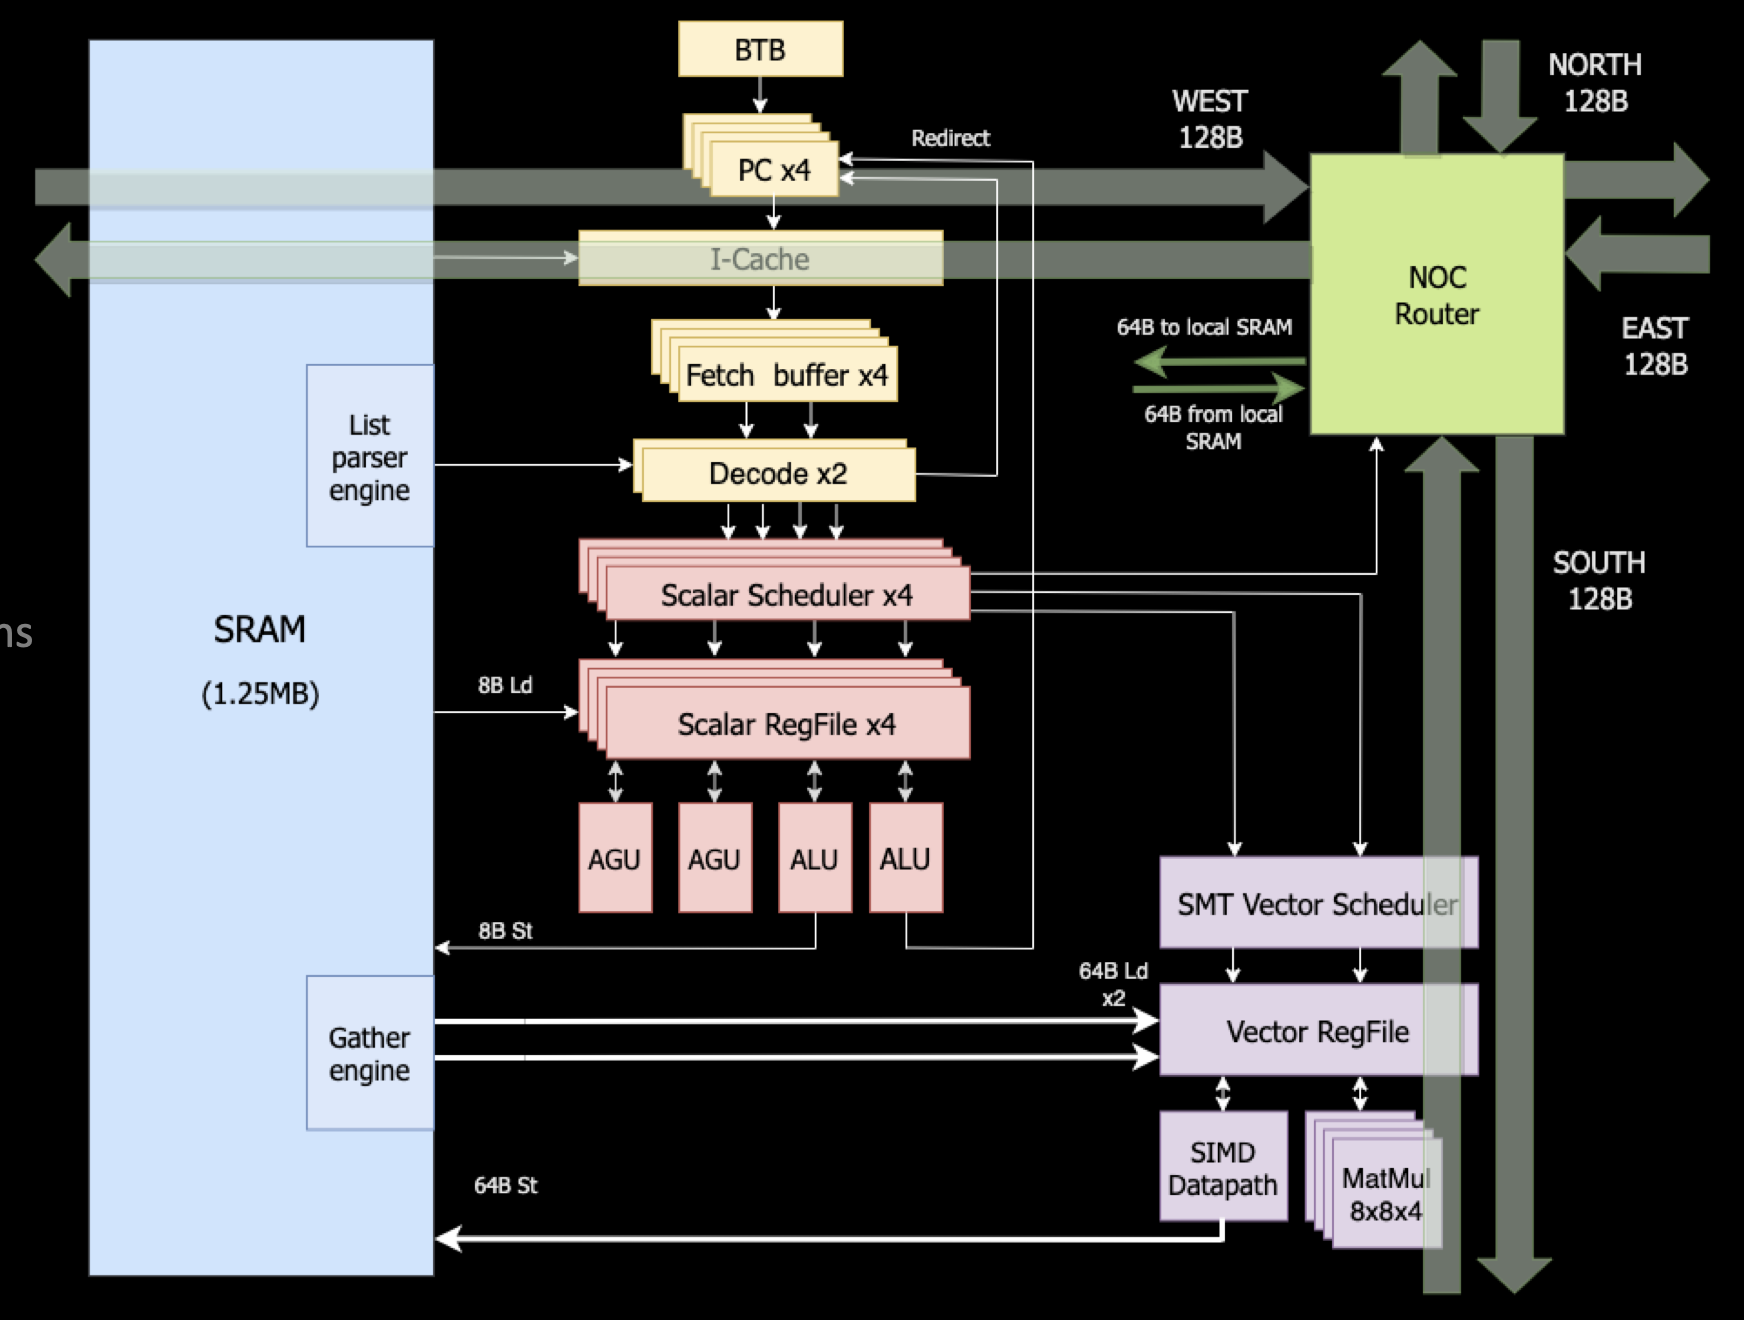 BTB
NORTH
128B
WEST
128B
Redirect
PC x4
I-Cache
NOC
Router
64B to local SRAM
EAST
128B
Fetch buffer x4
64B from local
SRAM
List
parser
engine
Decode x2
SOUTH
128B
Scalar Scheduler x4
SRAM
(1.25MB)
ns
8B Ld
Scalar RegFile x4
AGU
AGU
ALU
ALU
8B St
SMT Vector Scheduler
64B Ld
x2
Gather
engine
Vector RegFile
SIMD
Datapath
MatMul
8x8x4
64B St